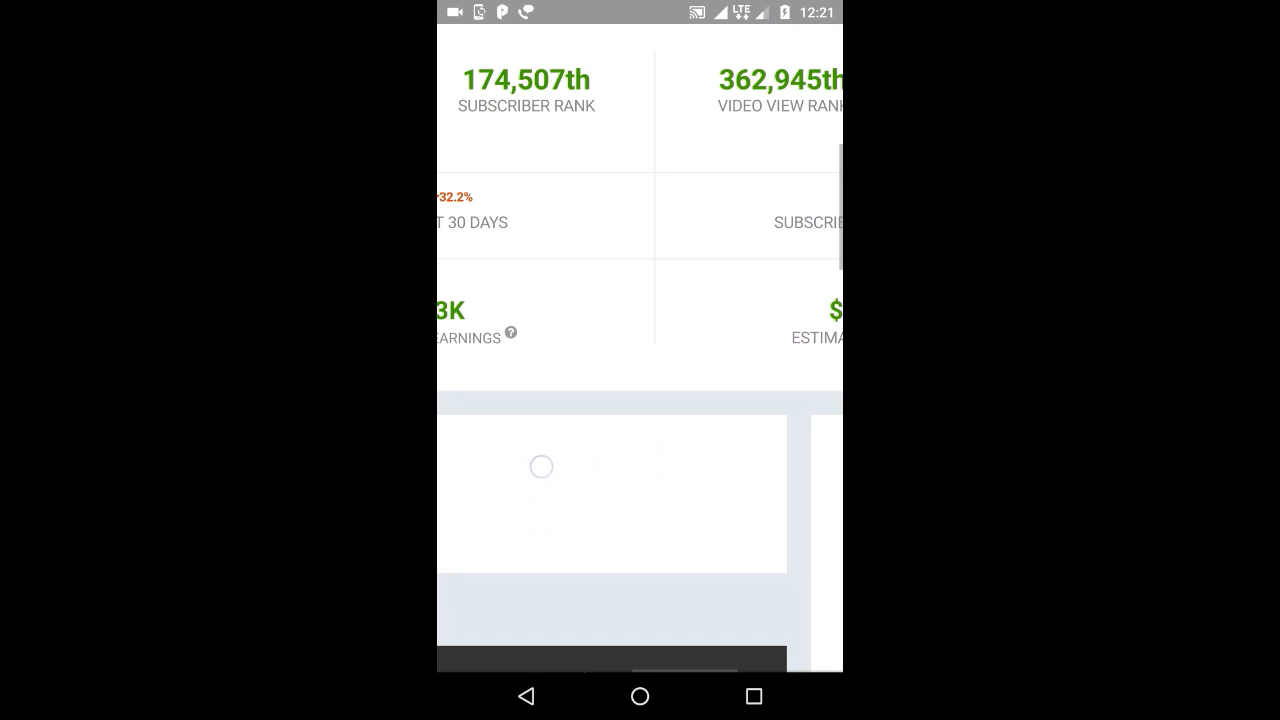 LTE 12:21
174,507th 362,945th
SUBSCRIBER RANK VIDEO VIEW RANK
32.2%
T 30 DAYS SUBSCRIB
3K $
EARNINGS ? ESTIMA